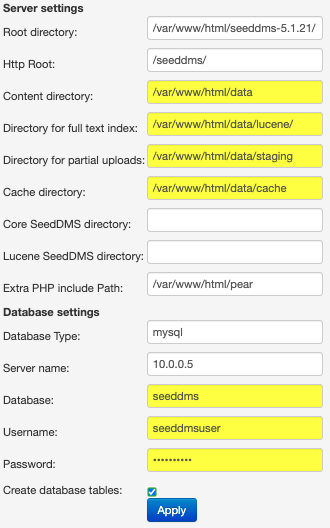 Server settings
Root directory: /var/www/html/seeddms-5.1.21/
Http Root: /seeddms/
Content directory: /var/www/html/data
Directory for full text index: /var/www/html/data/lucene/
Directory for partial uploads: /var/www/html/data/staging
Cache directory: /var/www/html/data/cache
Core SeedDMS directory:
Lucene SeedDMS directory:
Extra PHP include Path: /var/www/html/pear
Database settings
Database Type: mysql
Server name: 10.0.0.5
Database: seeddms
Username: seeddmsuser
Password: ••••••••••
Create database tables:
Apply